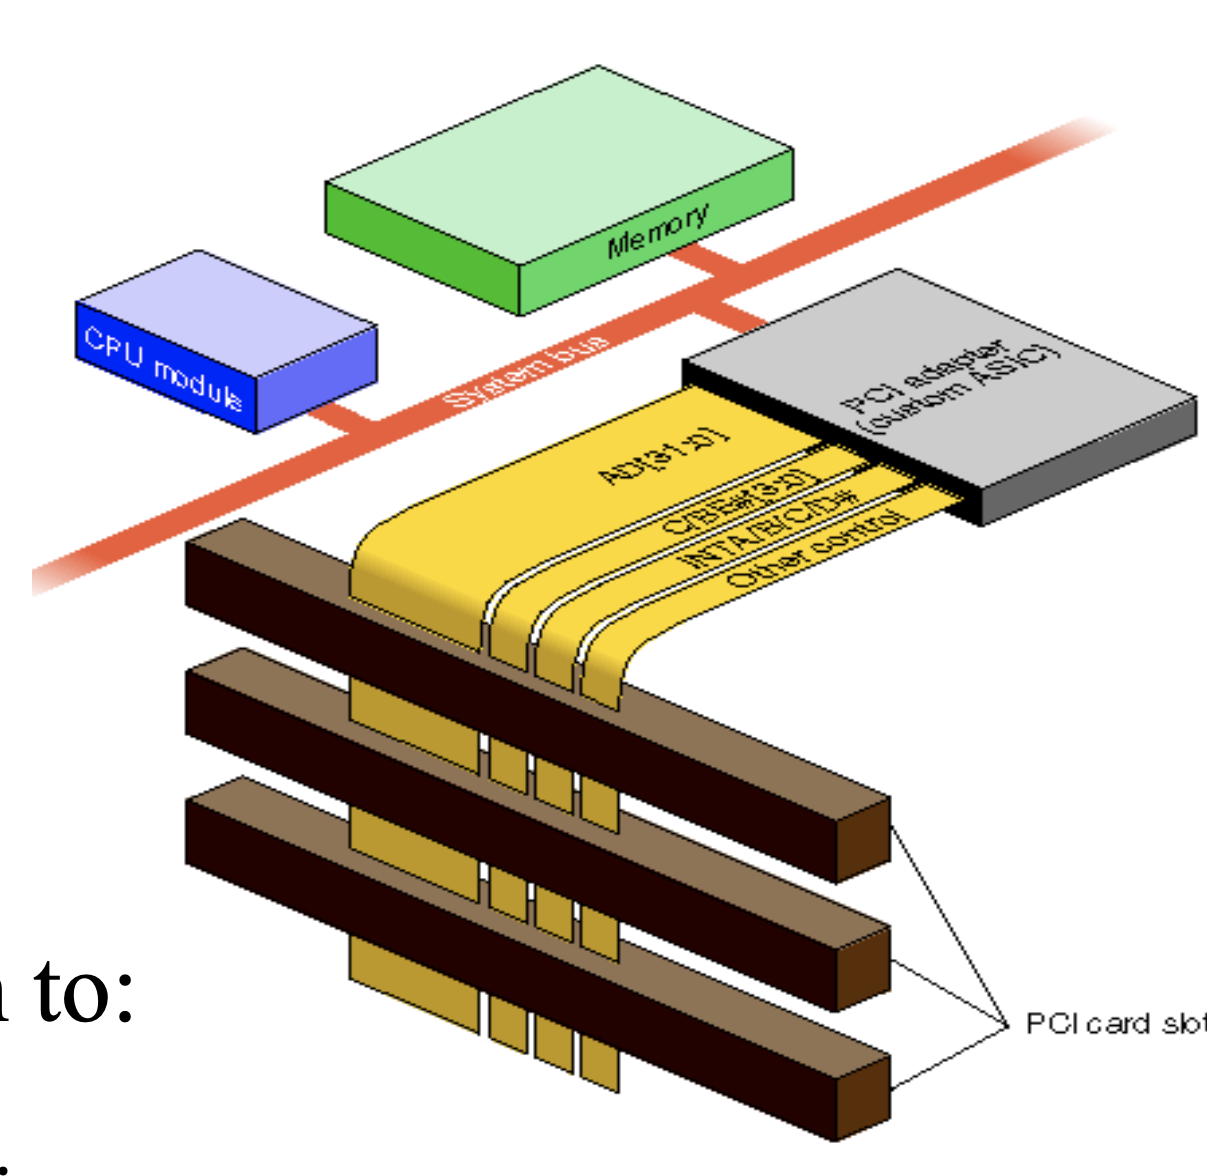 Memory
CPU module
System bus
PCI adapter
(custom ASIC)
AD[31:0]
C/BE#[3:0]
INTA/B/C/D#
Other control
to:
PCI card slot